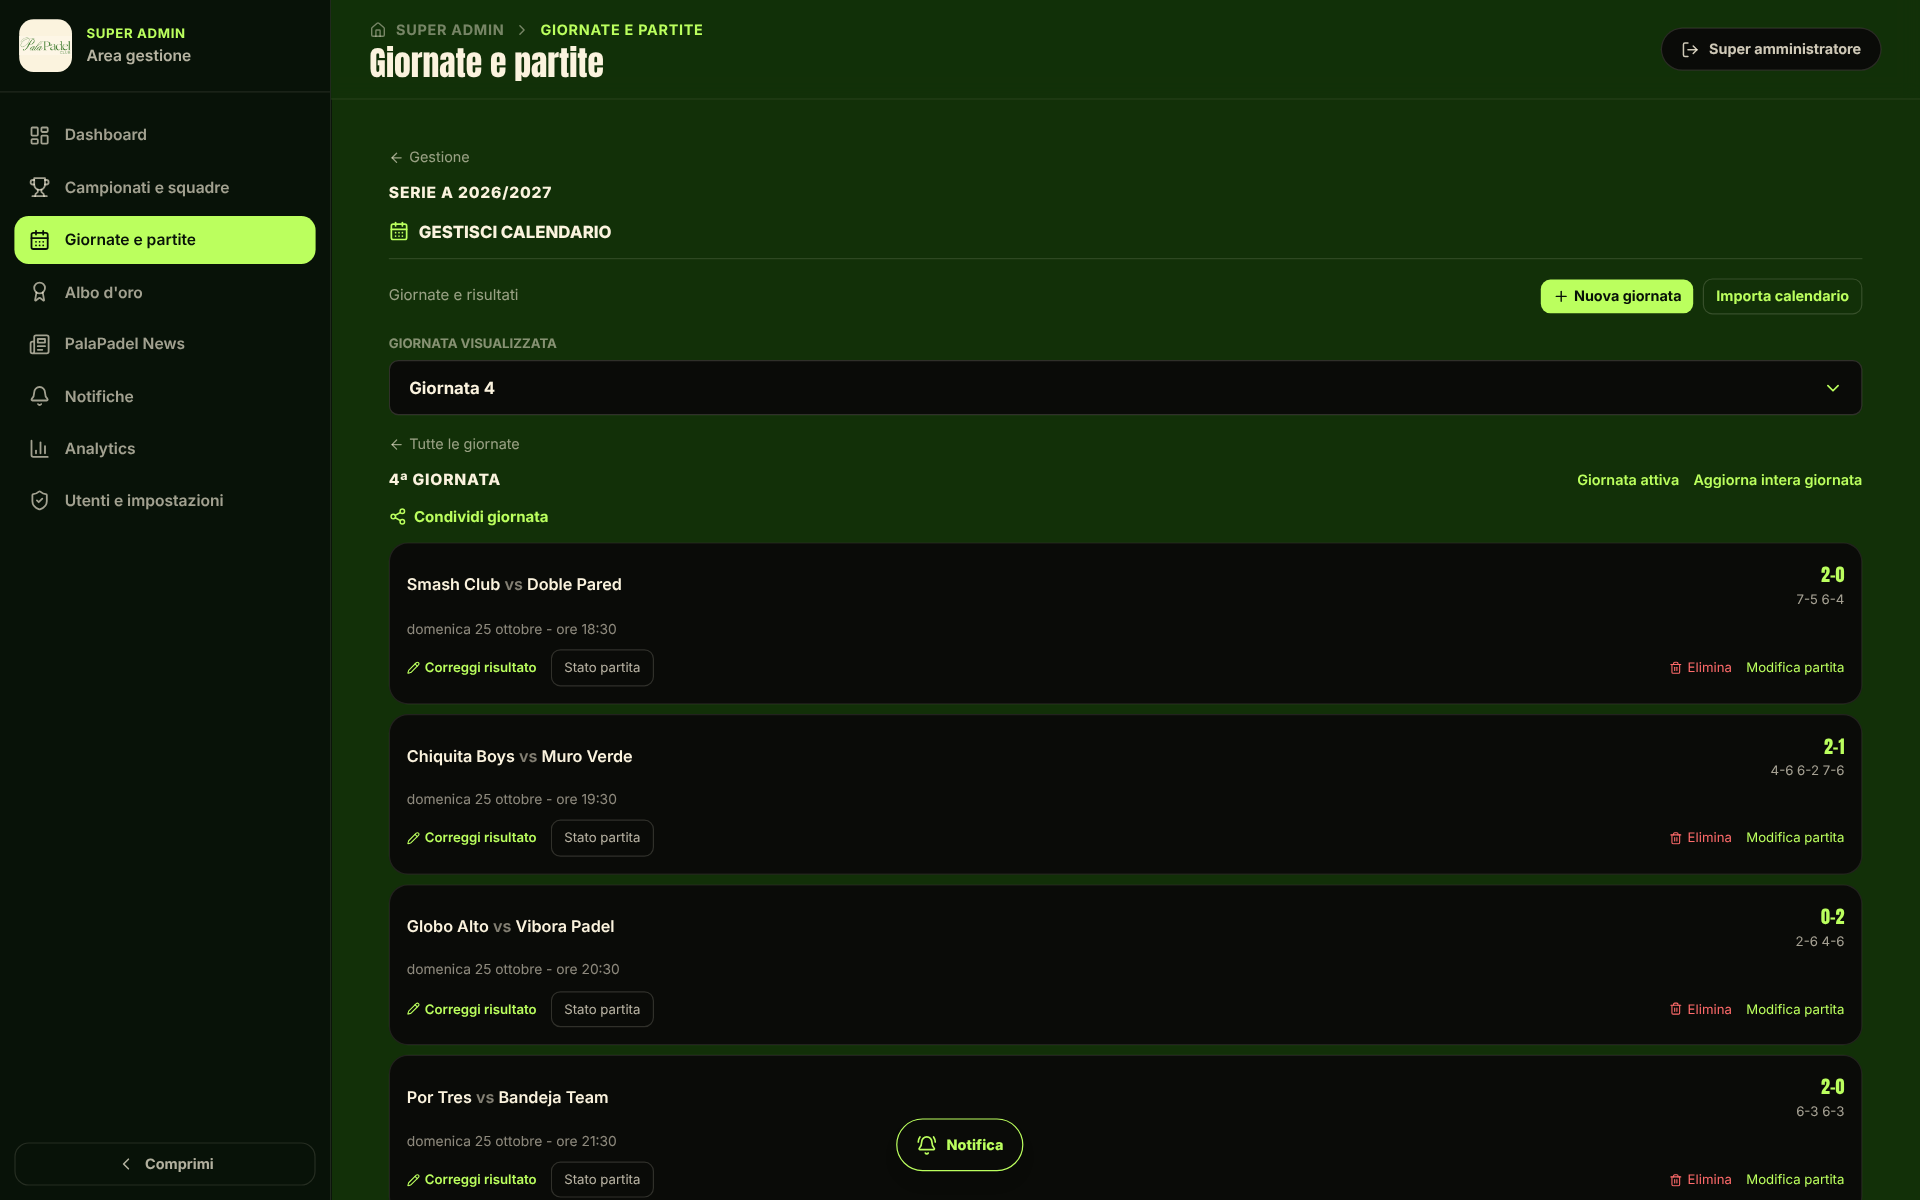 PalaPadel
CLUB
SUPER ADMIN
Area gestione
Dashboard
Campionati e squadre
Giornate e partite
Albo d'oro
PalaPadel News
Notifiche
Analytics
Utenti e impostazioni
Comprimi
SUPER ADMIN > GIORNATE E PARTITE
Giornate e partite
Super amministratore
← Gestione
SERIE A 2026/2027
GESTISCI CALENDARIO
Giornate e risultati
+ Nuova giornata
Importa calendario
GIORNATA VISUALIZZATA
Giornata 4
← Tutte le giornate
4ª GIORNATA
Giornata attiva
Aggiorna intera giornata
Condividi giornata
Smash Club vs Doble Pared
2-0
7-5 6-4
domenica 25 ottobre - ore 18:30
Correggi risultato
Stato partita
Elimina
Modifica partita
Chiquita Boys vs Muro Verde
2-1
4-6 6-2 7-6
domenica 25 ottobre - ore 19:30
Correggi risultato
Stato partita
Elimina
Modifica partita
Globo Alto vs Vibora Padel
0-2
2-6 4-6
domenica 25 ottobre - ore 20:30
Correggi risultato
Stato partita
Elimina
Modifica partita
Por Tres vs Bandeja Team
2-0
6-3 6-3
domenica 25 ottobre - ore 21:30
Correggi risultato
Stato partita
Elimina
Modifica partita
Notifica